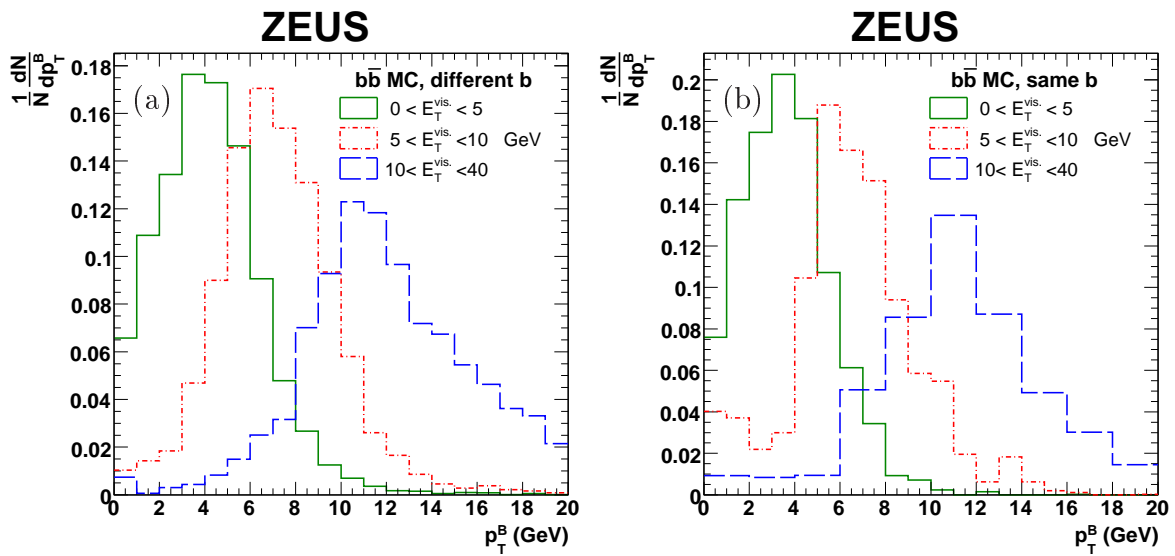 ZEUS
1/N dN/dp_T^B
(a)
bb̄ MC, different b
0 < E_T^vis. < 5
5 < E_T^vis. <10 GeV
10< E_T^vis. <40
0.18
0.16
0.14
0.12
0.1
0.08
0.06
0.04
0.02
0
0 2 4 6 8 10 12 14 16 18 20
p_T^B (GeV)
ZEUS
1/N dN/dp_T^B
(b)
bb̄ MC, same b
0 < E_T^vis. < 5
5 < E_T^vis. <10 GeV
10< E_T^vis. <40
0.2
0.18
0.16
0.14
0.12
0.1
0.08
0.06
0.04
0.02
0
0 2 4 6 8 10 12 14 16 18 20
p_T^B (GeV)